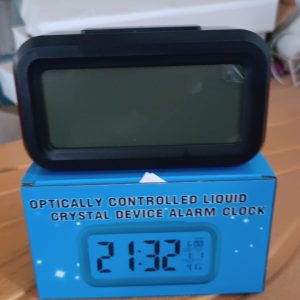 OPTICALLY CONTROLLED LIQUID
CRYSTAL DEVICE ALARM CLOCK
21:32